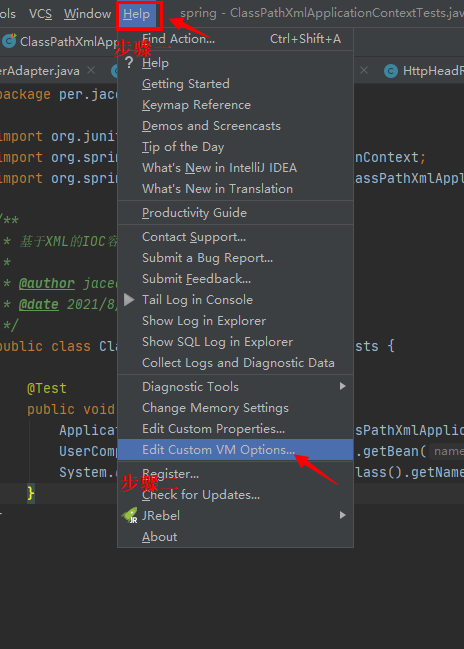 ols VCS Window Help spring - ClassPathXmlApplicationContextTests.jav
ClassPathXmlApp
步骤一
Find Action... Ctrl+Shift+A
erAdapter.java
HttpHeadR
? Help
Getting Started
package per.jace
Keymap Reference
Demos and Screencasts
import org.junit
Tip of the Day
import org.spri
nContext;
What's New in IntelliJ IDEA
import org.spri
assPathXmlAppl
What's New in Translation
/**
Productivity Guide
* 基于XML的IOC容
Contact Support...
*
Submit a Bug Report...
* @author jace
Submit Feedback...
* @date 2021/8/
Tail Log in Console
*/
Show Log in Explorer
public class Cla
sts {
Show SQL Log in Explorer
Collect Logs and Diagnostic Data
@Test
Diagnostic Tools
public void
Change Memory Settings
Applicat
Edit Custom Properties...
sPathXmlApplic
UserComp
Edit Custom VM Options...
.getBean( name
System.
Register...
lass().getName
步骤二
}
Check for Updates...
JRebel
About